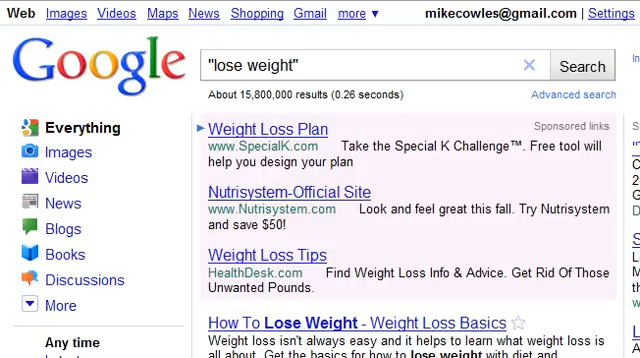 Web Images Videos Maps News Shopping Gmail more ▼ mikecowles@gmail.com | Settings
Google
"lose weight" × Search
About 15,800,000 results (0.26 seconds) Advanced search
Everything
Images
Videos
News
Blogs
Books
Discussions
More
Any time
Weight Loss Plan Sponsored links
www.SpecialK.com Take the Special K Challenge™. Free tool will
help you design your plan
Nutrisystem-Official Site
www.Nutrisystem.com Look and feel great this fall. Try Nutrisystem
and save $50!
Weight Loss Tips
HealthDesk.com Find Weight Loss Info & Advice. Get Rid Of Those
Unwanted Pounds.
How To Lose Weight - Weight Loss Basics
Weight loss isn't always easy and it helps to learn what weight loss is
all about. Get the basics for how to lose weight with diet and